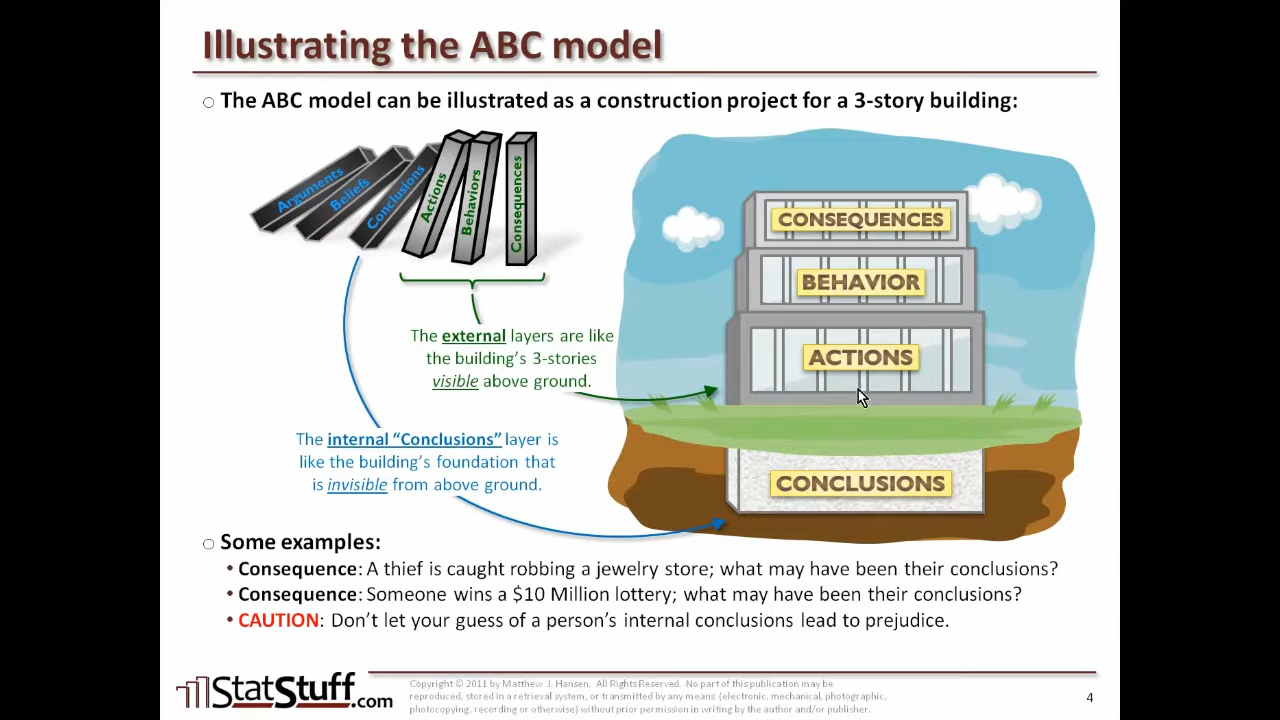 Illustrating the ABC model
○ The ABC model can be illustrated as a construction project for a 3-story building:
Arguments
Beliefs
Conclusions
Actions
Behaviors
Consequences
The external layers are like
the building's 3-stories
visible above ground.
The internal “Conclusions” layer is
like the building's foundation that
is invisible from above ground.
CONSEQUENCES
BEHAVIOR
ACTIONS
CONCLUSIONS
○ Some examples:
• Consequence: A thief is caught robbing a jewelry store; what may have been their conclusions?
• Consequence: Someone wins a $10 Million lottery; what may have been their conclusions?
• CAUTION: Don't let your guess of a person's internal conclusions lead to prejudice.
StatStuff.com
Copyright © 2011 by Matthew J. Hansen. All Rights Reserved. No part of this publication may be
reproduced, stored in a retrieval system, or transmitted by any means (electronic, mechanical, photographic,
photocopying, recording or otherwise) without prior permission in writing by the author and/or publisher.
4